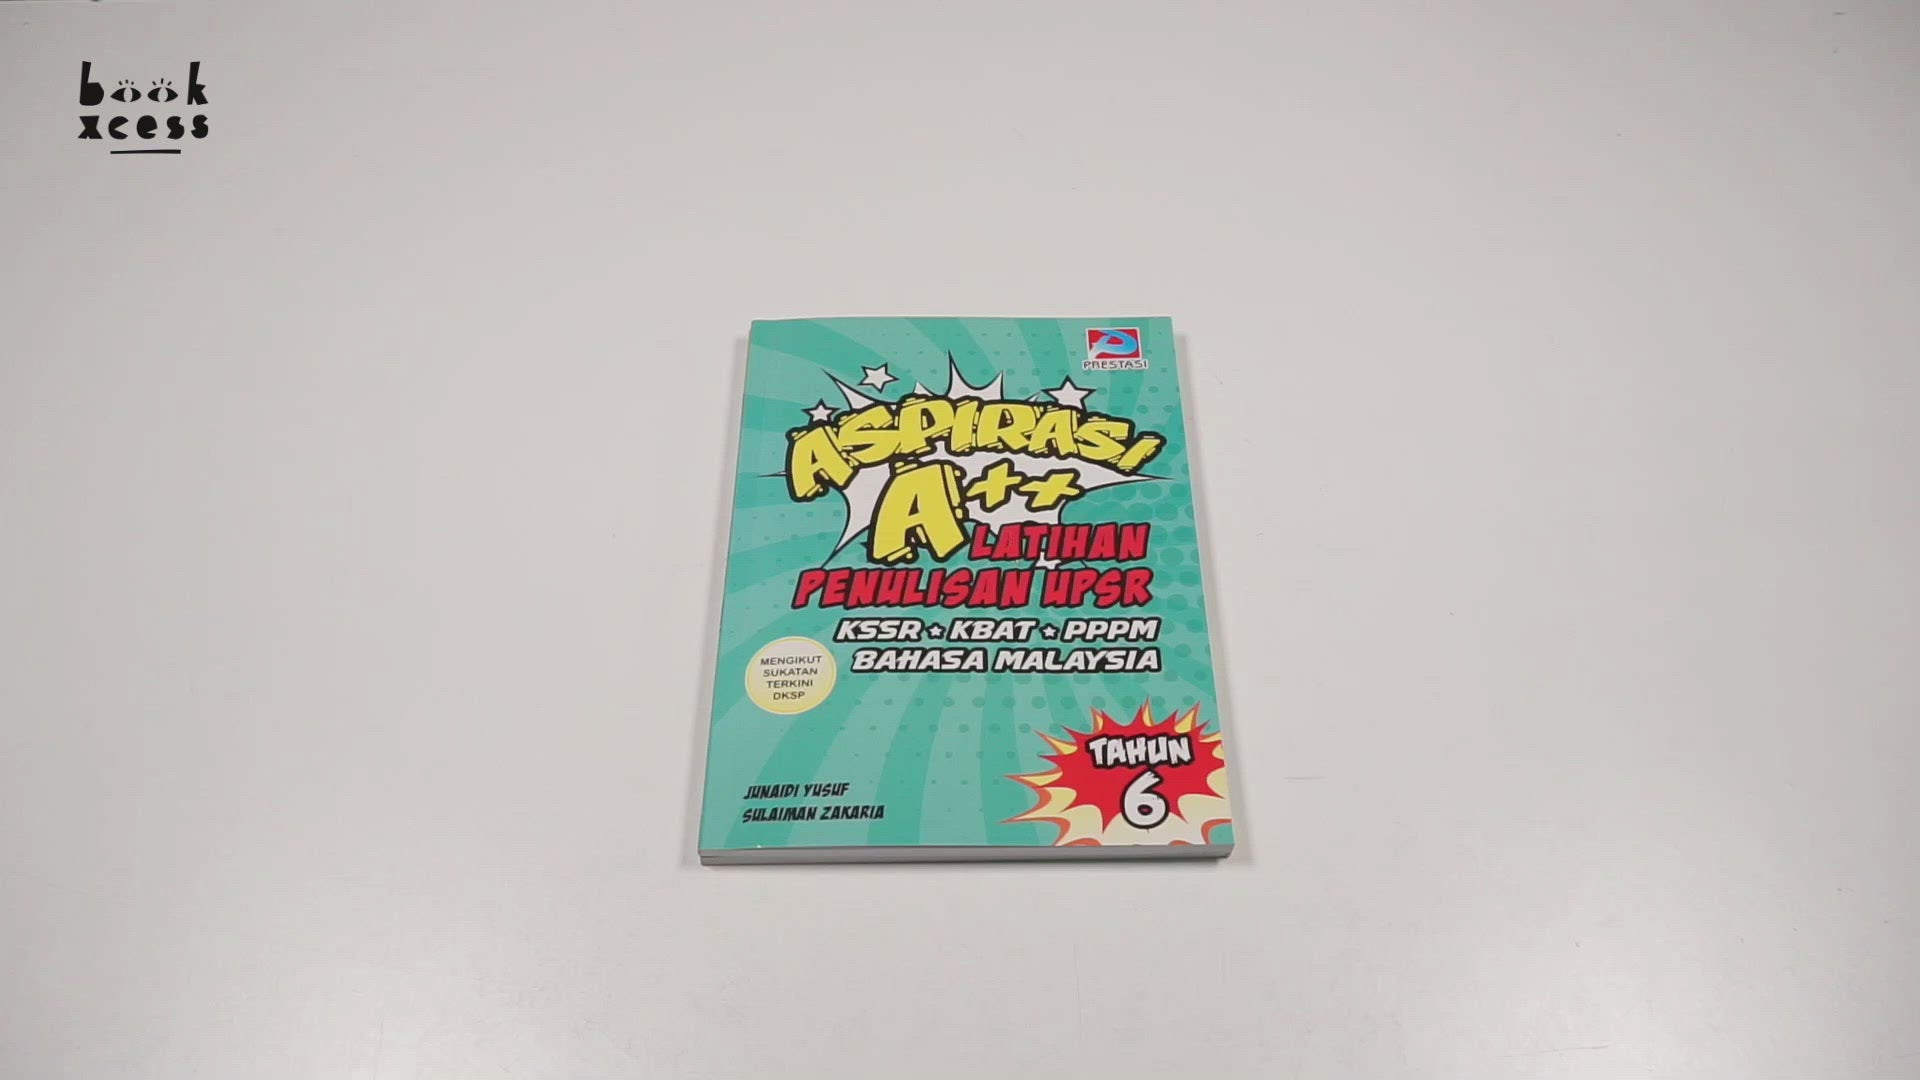 book
xcess
PRESTASI
ASPIRASI
A++
LATIHAN
PENULISAN UPSR
KSSR ★ KBAT ★ PPPM
BAHASA MALAYSIA
MENGIKUT
SUKATAN
TERKINI
DKSP
TAHUN
6
JUNAIDI YUSUF
SULAIMAN ZAKARIA